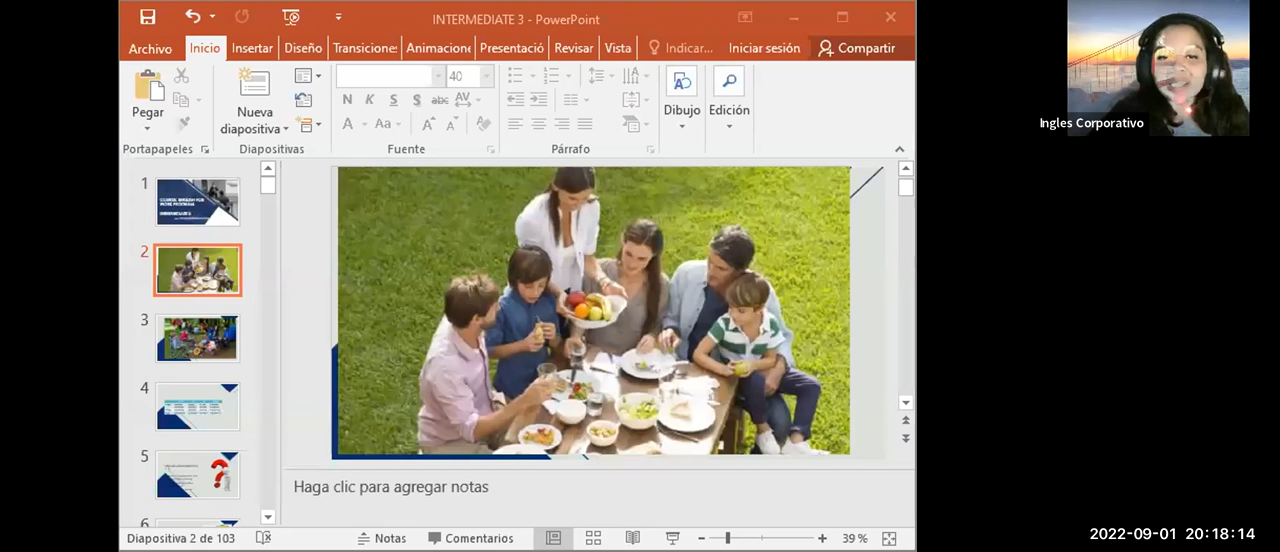 INTERMEDIATE 3 - PowerPoint
Archivo Inicio Insertar Diseño Transicione Animacione Presentació Revisar Vista Indicar... Iniciar sesión Compartir
Pegar
Nueva
diapositiva
40
N K S S abc AV
A Aa A A
Dibujo
Edición
Portapapeles Diapositivas Fuente Párrafo
1
2
3
4
5
6
Haga clic para agregar notas
Diapositiva 2 de 103 Notas Comentarios 39 %
Ingles Corporativo
2022-09-01 20:18:14